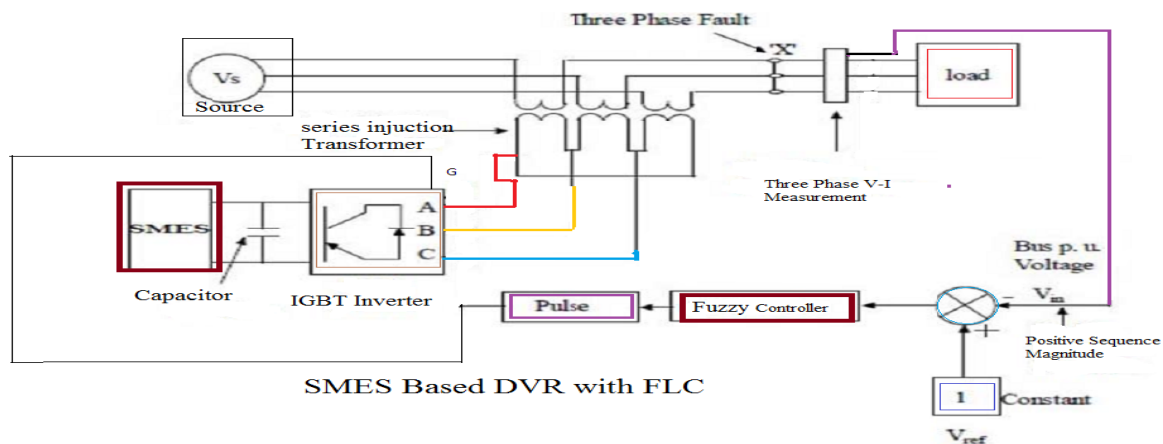 Three Phase Fault
'X'
Vs
Source
load
series injuction
Transformer
G
Three Phase V-I
Measurement
SMES
A
B
C
Bus p. u.
Voltage
Capacitor
IGBT Inverter
Pulse
Fuzzy Controller
-
Vin
+
Positive Sequence
Magnitude
SMES Based DVR with FLC
1
Constant
Vref